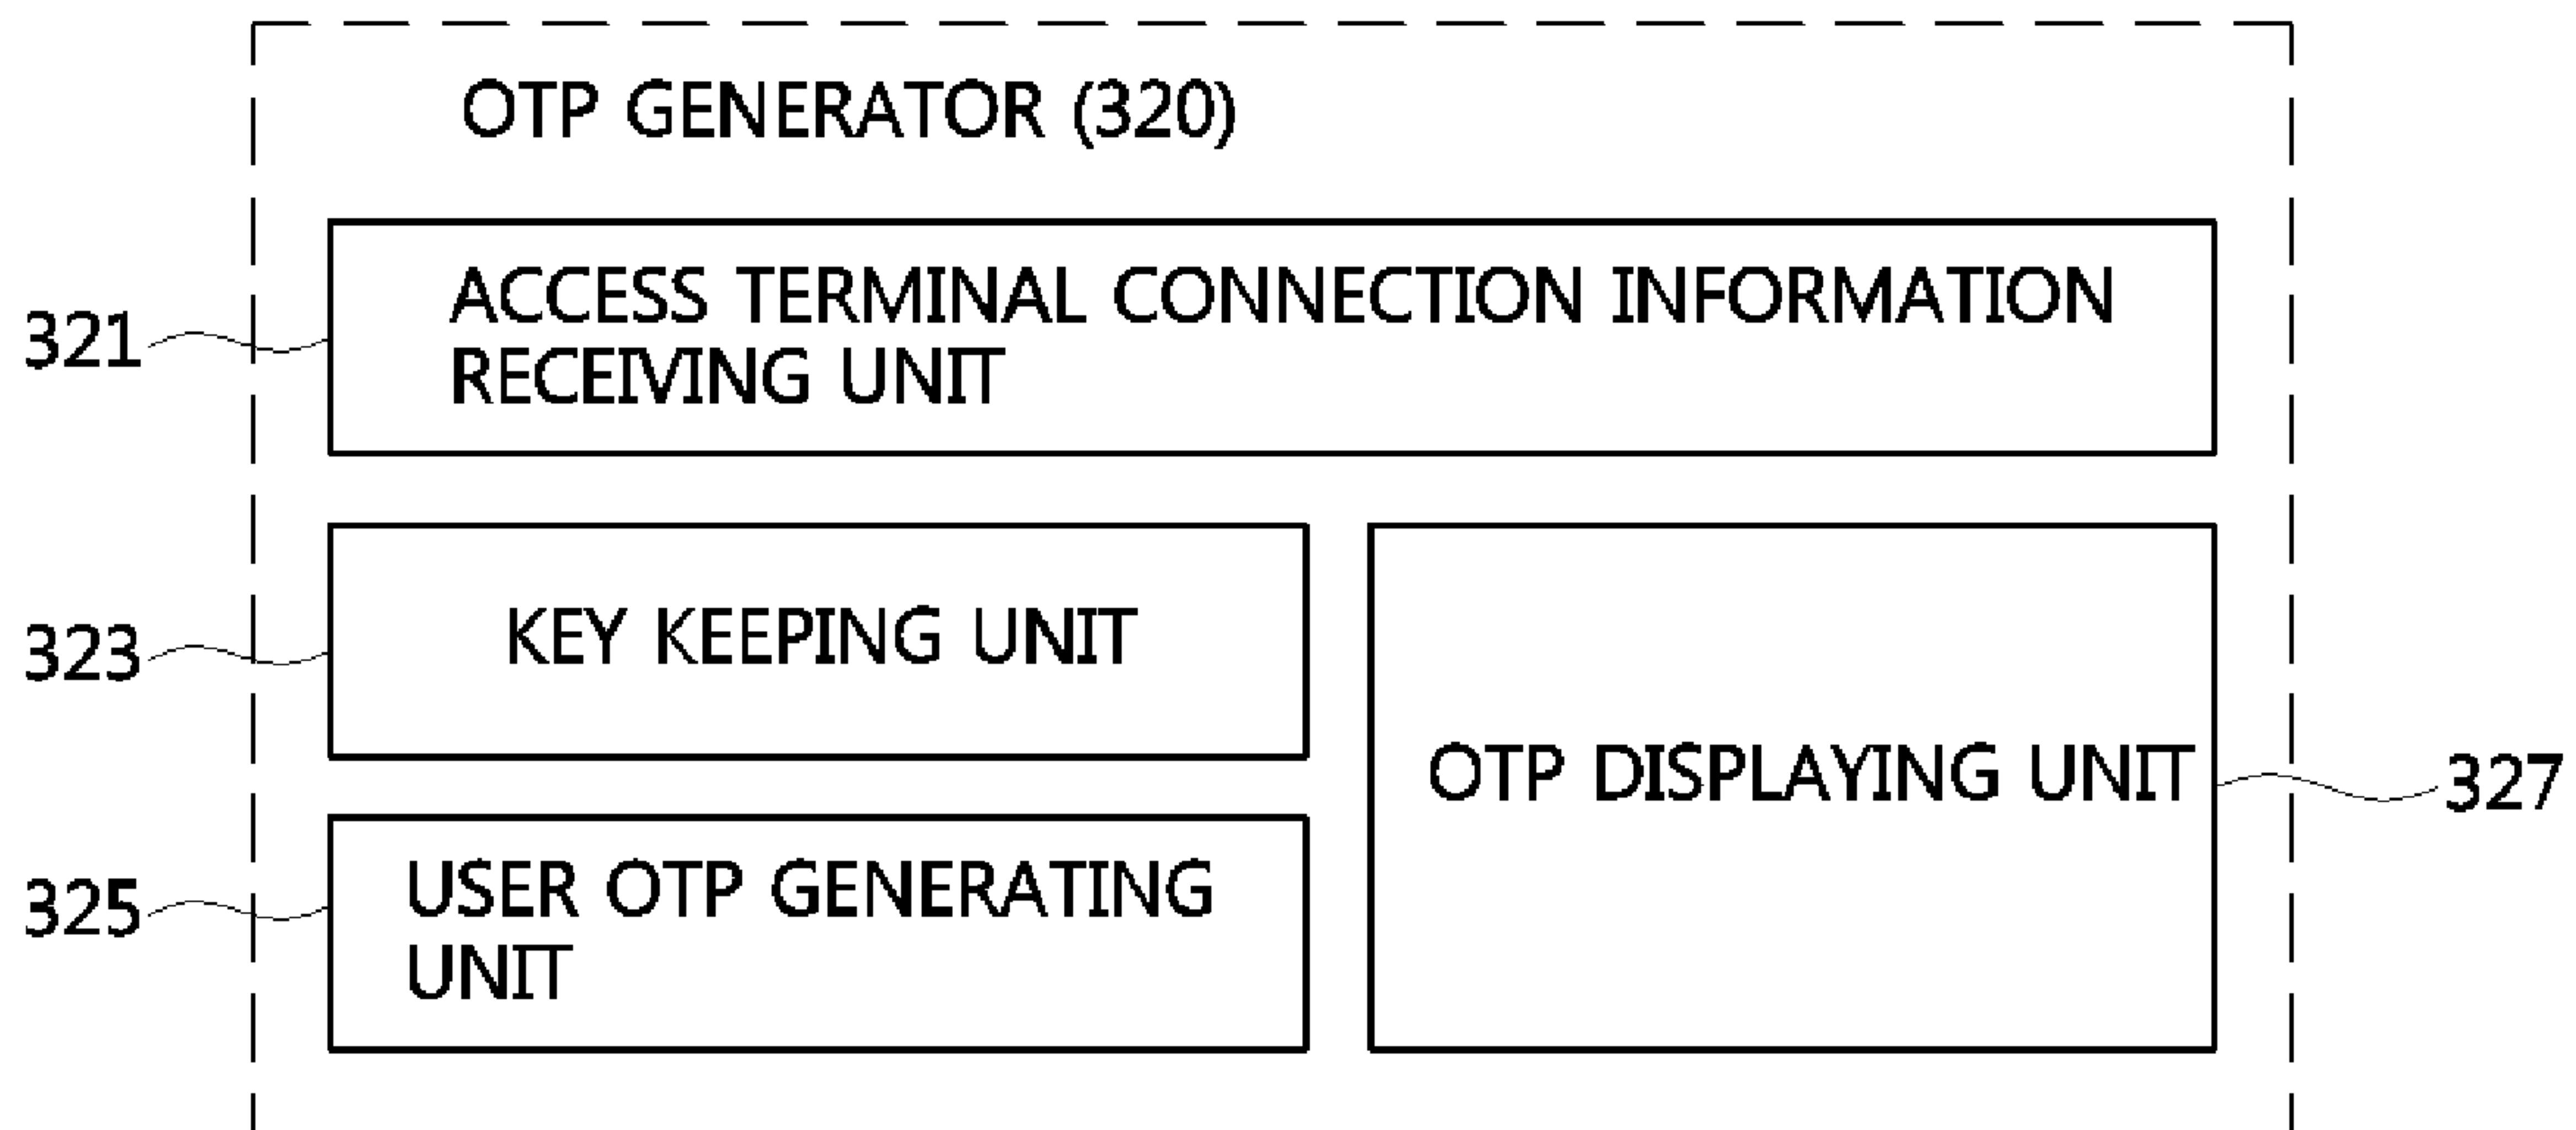 OTP GENERATOR (320)
321
ACCESS TERMINAL CONNECTION INFORMATION
RECEIVING UNIT
323
KEY KEEPING UNIT
OTP DISPLAYING UNIT
327
325
USER OTP GENERATING
UNIT